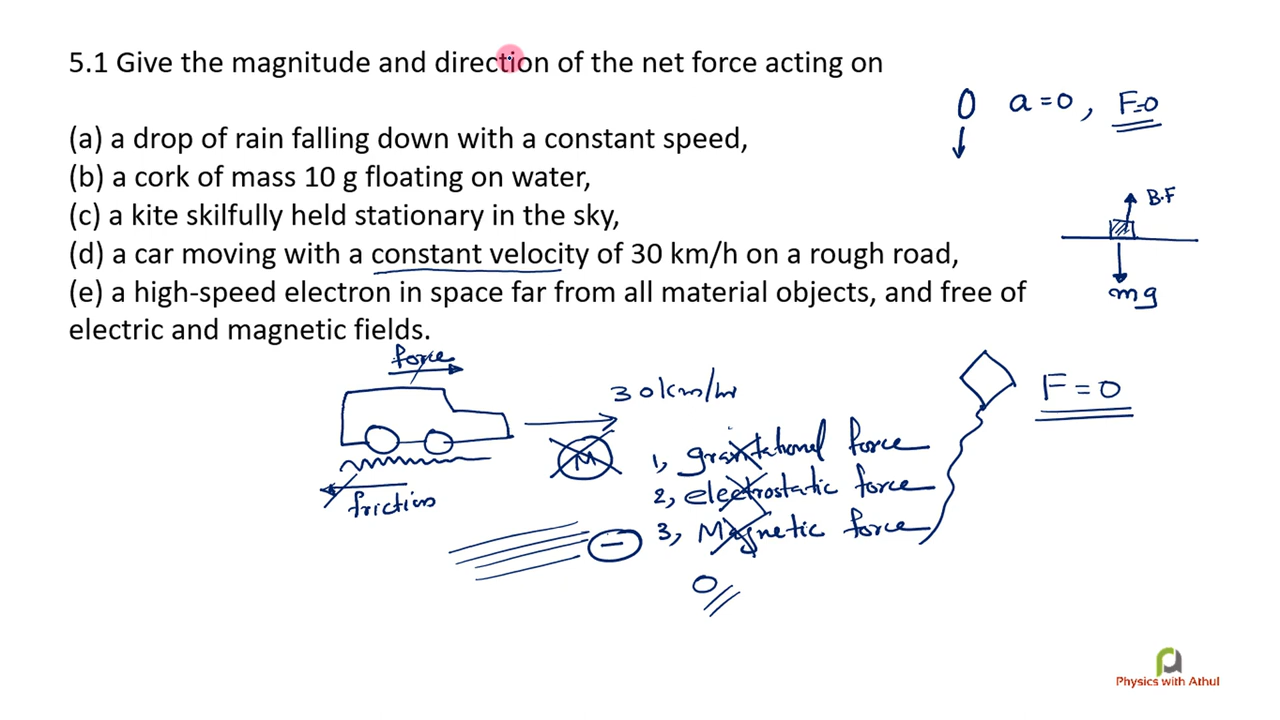 5.1 Give the magnitude and direction of the net force acting on
a = 0, F=0
(a) a drop of rain falling down with a constant speed,
(b) a cork of mass 10 g floating on water,
B.F
(c) a kite skilfully held stationary in the sky,
(d) a car moving with a constant velocity of 30 km/h on a rough road,
(e) a high-speed electron in space far from all material objects, and free of
mg
electric and magnetic fields.
force
30km/hr
F = 0
M
1, gravitational force
2, electrostatic force
friction
3, Magnetic force
−
0
Physics with Athul